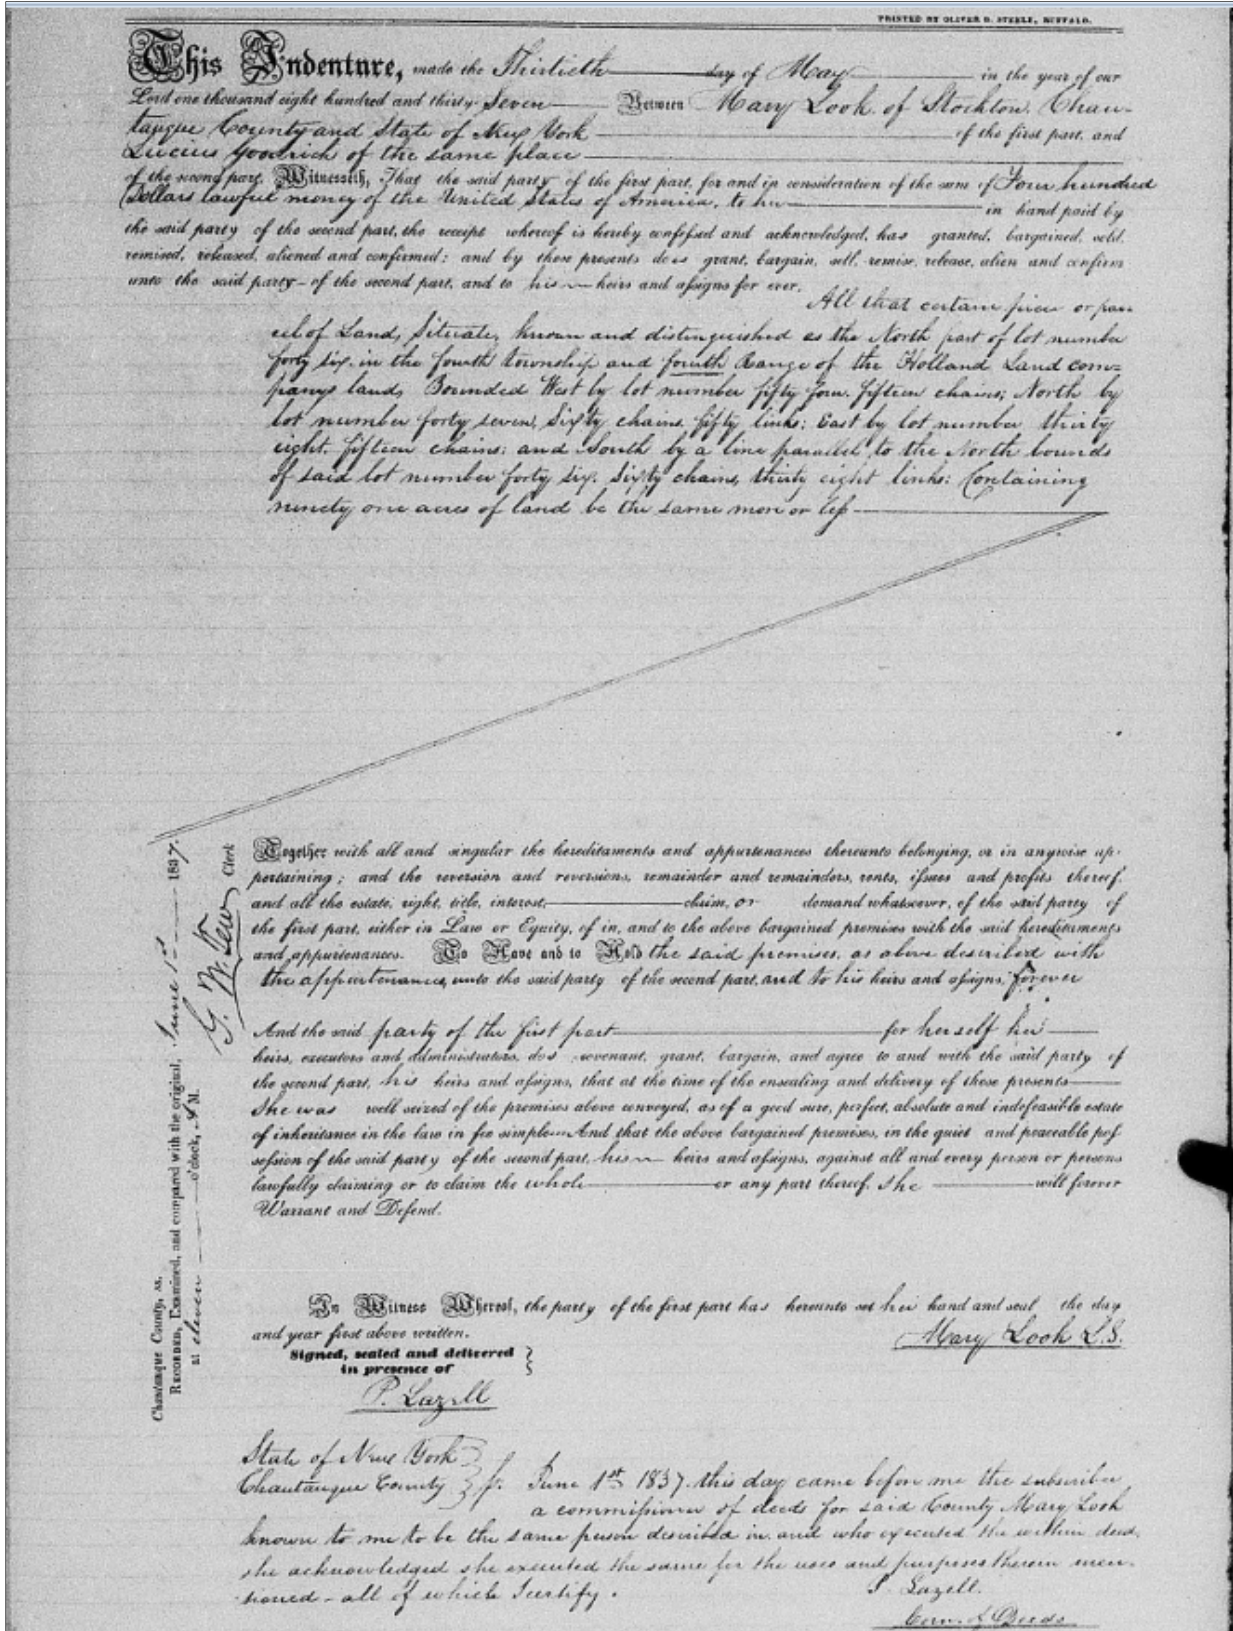 PRINTED BY OLIVER D. STEELE, BUFFALO.
This Indenture, made the Thirtieth day of May in the year of our
Lord one thousand eight hundred and thirty Seven Between Mary Look of Stockton, Chau-
tauque County and State of New York of the first part, and
Lucius Goodrich of the same place
of the second part, Witnesseth, That the said party of the first part, for and in consideration of the sum of Four hundred
Dollars lawful money of the United States of America, to her in hand paid by
the said party of the second part, the receipt whereof is hereby confessed and acknowledged, has granted, bargained, sold,
remised, released, aliened and confirmed: and by these presents does grant, bargain, sell, remise, release, alien and confirm
unto the said party of the second part, and to his heirs and assigns for ever.
All that certain piece or par-
cel of Land, Situate, known and distinguished as the North part of lot number
forty six. in the fourth township and fourth Range of the Holland Land com=
panys land, Bounded West by lot number fifty four. fifteen chains; North by
lot number forty seven, Sixty chains, fifty links; East by lot number thirty
eight. fifteen chains; and South by a line parallel to the North bounds
of said lot number forty six. Sixty chains, thirty eight links: Containing
ninety one acres of land be the same more or less
Together with all and singular the hereditaments and appurtenances thereunto belonging, or in anywise ap-
pertaining; and the reversion and reversions, remainder and remainders, rents, issues and profits thereof,
and all the estate, right, title, interest, claim, or demand whatsoever, of the said party of
the first part, either in Law or Equity, of in, and to the above bargained premises with the said hereditaments
and appurtenances. To Have and to Hold the said premises, as above described with
the appurtenances, unto the said party of the second part, and to his heirs and assigns, forever
And the said party of the first part for herself her
heirs, executors and administrators, does covenant, grant, bargain, and agree to and with the said party of
the second part, his heirs and assigns, that at the time of the ensealing and delivery of these presents
She was well seized of the premises above conveyed, as of a good sure, perfect, absolute and indefeasible estate
of inheritance in the law in fee simple And that the above bargained premises, in the quiet and peaceable pos-
session of the said party of the second part, his heirs and assigns, against all and every person or persons
lawfully claiming or to claim the whole or any part thereof, She will forever
Warrant and Defend.
In Witness Whereof, the party of the first part has hereunto set her hand and seal the day
and year first above written.
Mary Look L.S.
Signed, sealed and delivered
in presence of
P. Lazell
State of New York
Chautauque County ss. June 1st 1837. this day came before me the subscriber
a commissioner of deeds for said County Mary Look
known to me to be the same person described in and who executed the within deed,
she acknowledged she executed the same for the uses and purposes therein men-
tioned - all of which I certify.
P. Lazell.
Com. of Deeds
Chautauque County, ss.
RECORDED, Examined, and compared with the original, June 1st 1837.
at eleven o'clock, A M.
G. W. Tew Clerk